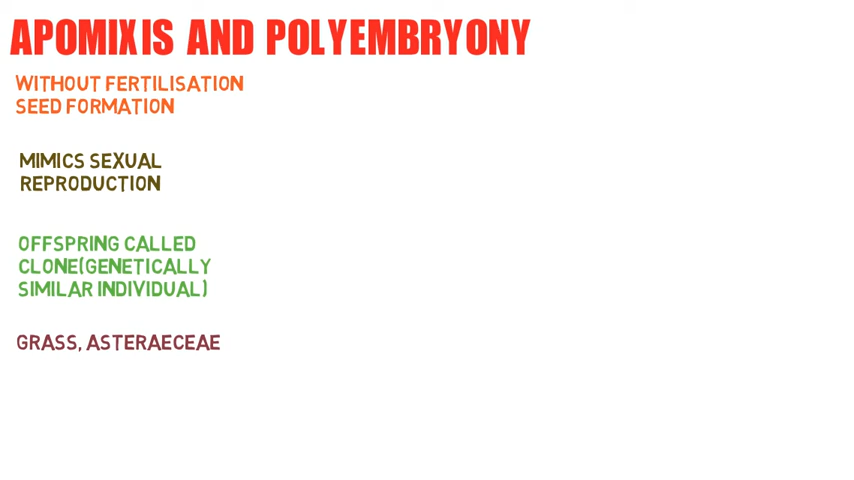 APOMIXIS AND POLYEMBRYONY
WITHOUT FERTILISATION
SEED FORMATION
MIMICS SEXUAL
REPRODUCTION
OFFSPRING CALLED
CLONE(GENETICALLY
SIMILAR INDIVIDUAL)
GRASS, ASTERAECEAE